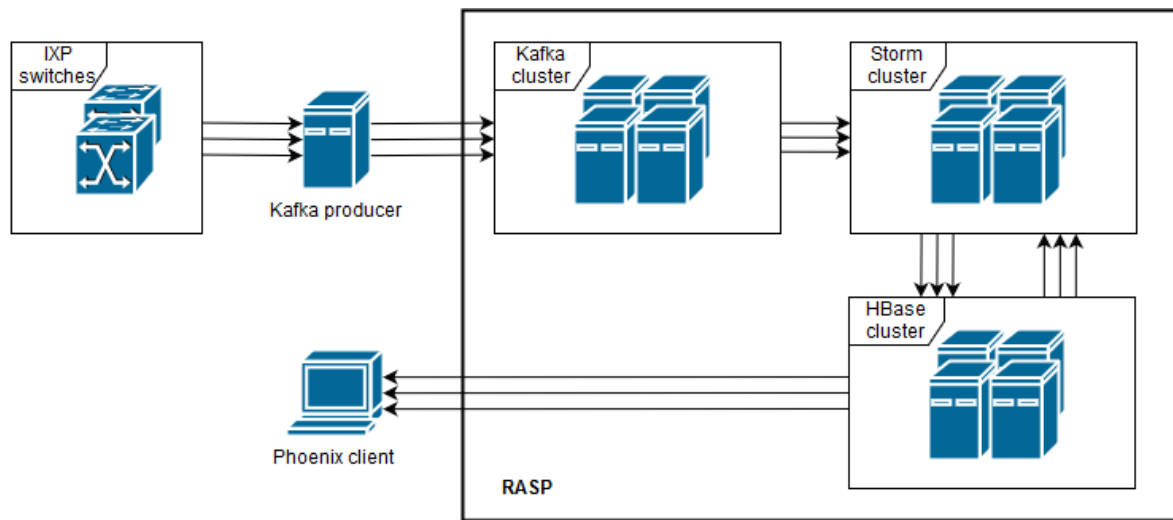 IXP
switches
Kafka producer
Kafka
cluster
Storm
cluster
HBase
cluster
Phoenix client
RASP